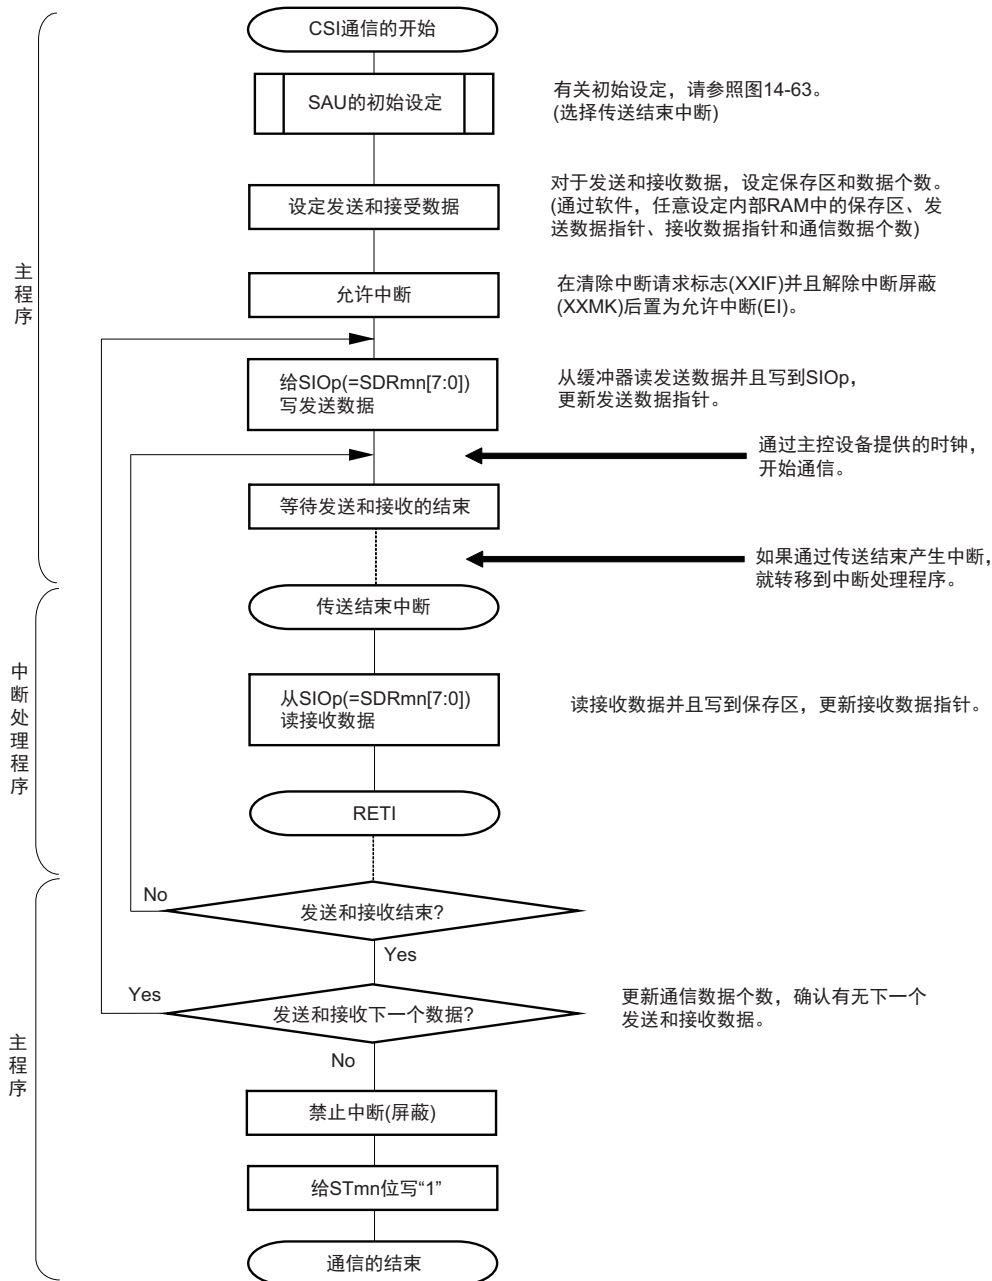 CSI通信的开始
SAU的初始设定
有关初始设定，请参照图14-63。
(选择传送结束中断)
设定发送和接受数据
对于发送和接收数据，设定保存区和数据个数。
(通过软件，任意设定内部RAM中的保存区、发
送数据指针、接收数据指针和通信数据个数)
主程序
允许中断
在清除中断请求标志(XXIF)并且解除中断屏蔽
(XXMK)后置为允许中断(EI)。
给SIOp(=SDRmn[7:0])
写发送数据
从缓冲器读发送数据并且写到SIOp，
更新发送数据指针。
通过主控设备提供的时钟，
开始通信。
等待发送和接收的结束
如果通过传送结束产生中断，
就转移到中断处理程序。
传送结束中断
中断处理程序
从SIOp(=SDRmn[7:0])
读接收数据
读接收数据并且写到保存区，更新接收数据指针。
RETI
No
发送和接收结束?
Yes
Yes
发送和接收下一个数据?
更新通信数据个数，确认有无下一个
发送和接收数据。
No
主程序
禁止中断(屏蔽)
给STmn位写“1”
通信的结束